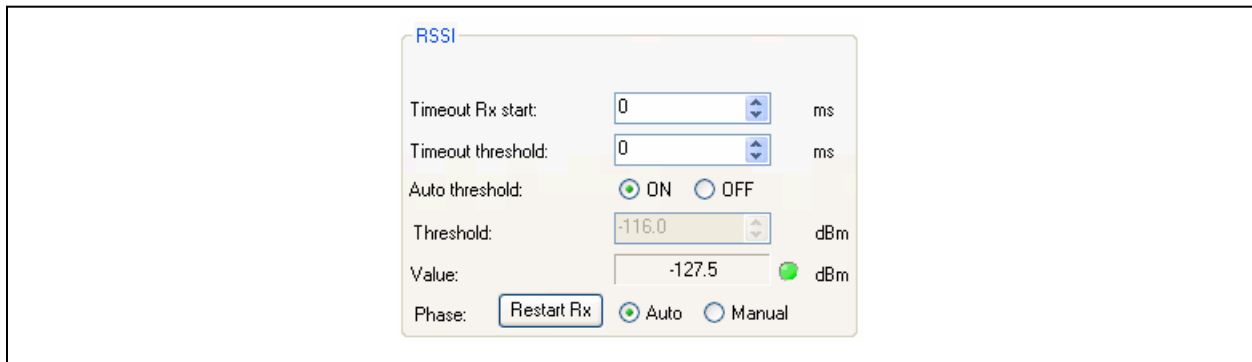 RSSI
Timeout Rx start: 0 ms
Timeout threshold: 0 ms
Auto threshold: ON OFF
Threshold: -116.0 dBm
Value: -127.5 dBm
Phase: Restart Rx Auto Manual